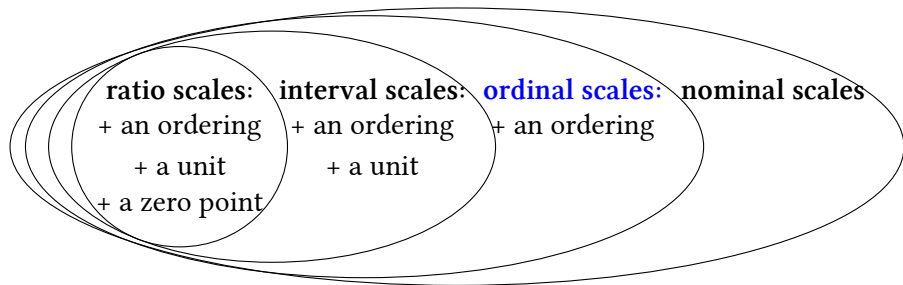 ratio scales: interval scales: ordinal scales: nominal scales
+ an ordering + an ordering + an ordering
+ a unit + a unit
+ a zero point